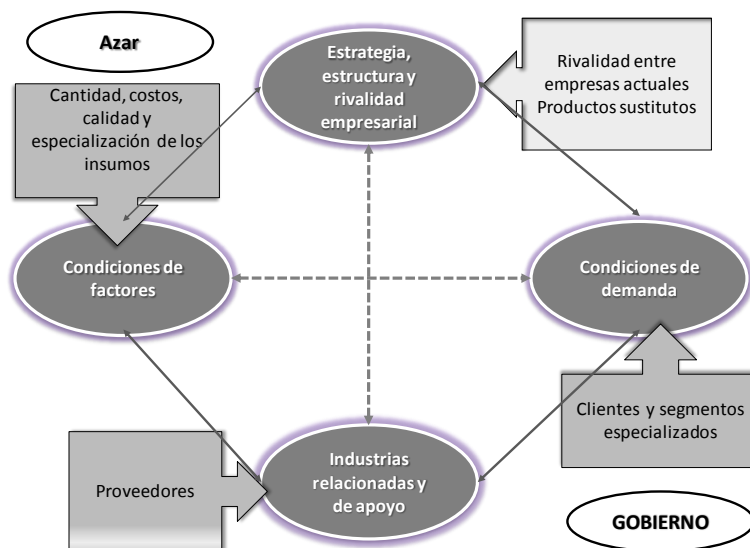 Azar
Cantidad, costos,
calidad y
especialización de los
insumos
Estrategia,
estructura y
rivalidad
empresarial
Rivalidad entre
empresas actuales
Productos sustitutos
Condiciones de
factores
Condiciones de
demanda
Clientes y segmentos
especializados
Proveedores
Industrias
relacionadas y
de apoyo
GOBIERNO